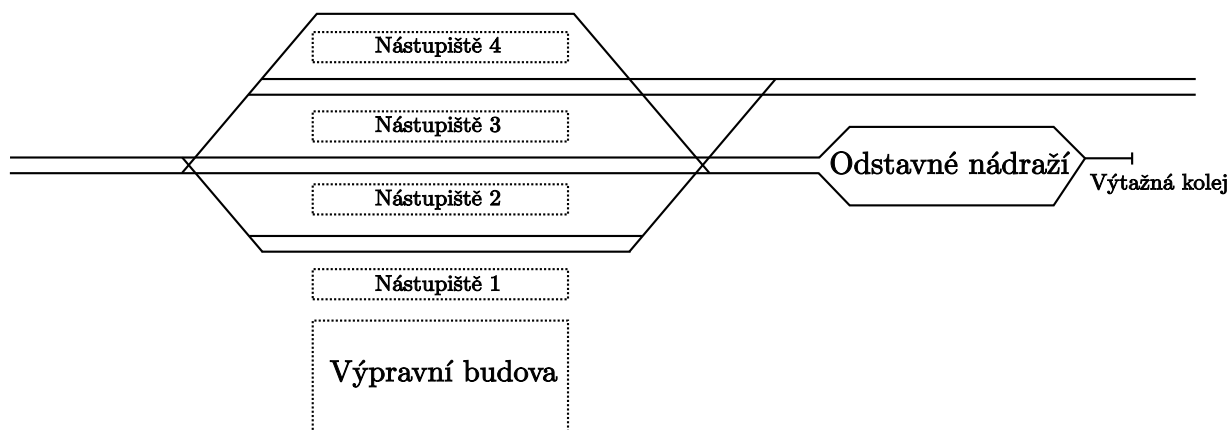 Nástupiště 4
Nástupiště 3
Odstavné nádraží
Výtažná kolej
Nástupiště 2
Nástupiště 1
Výpravní budova